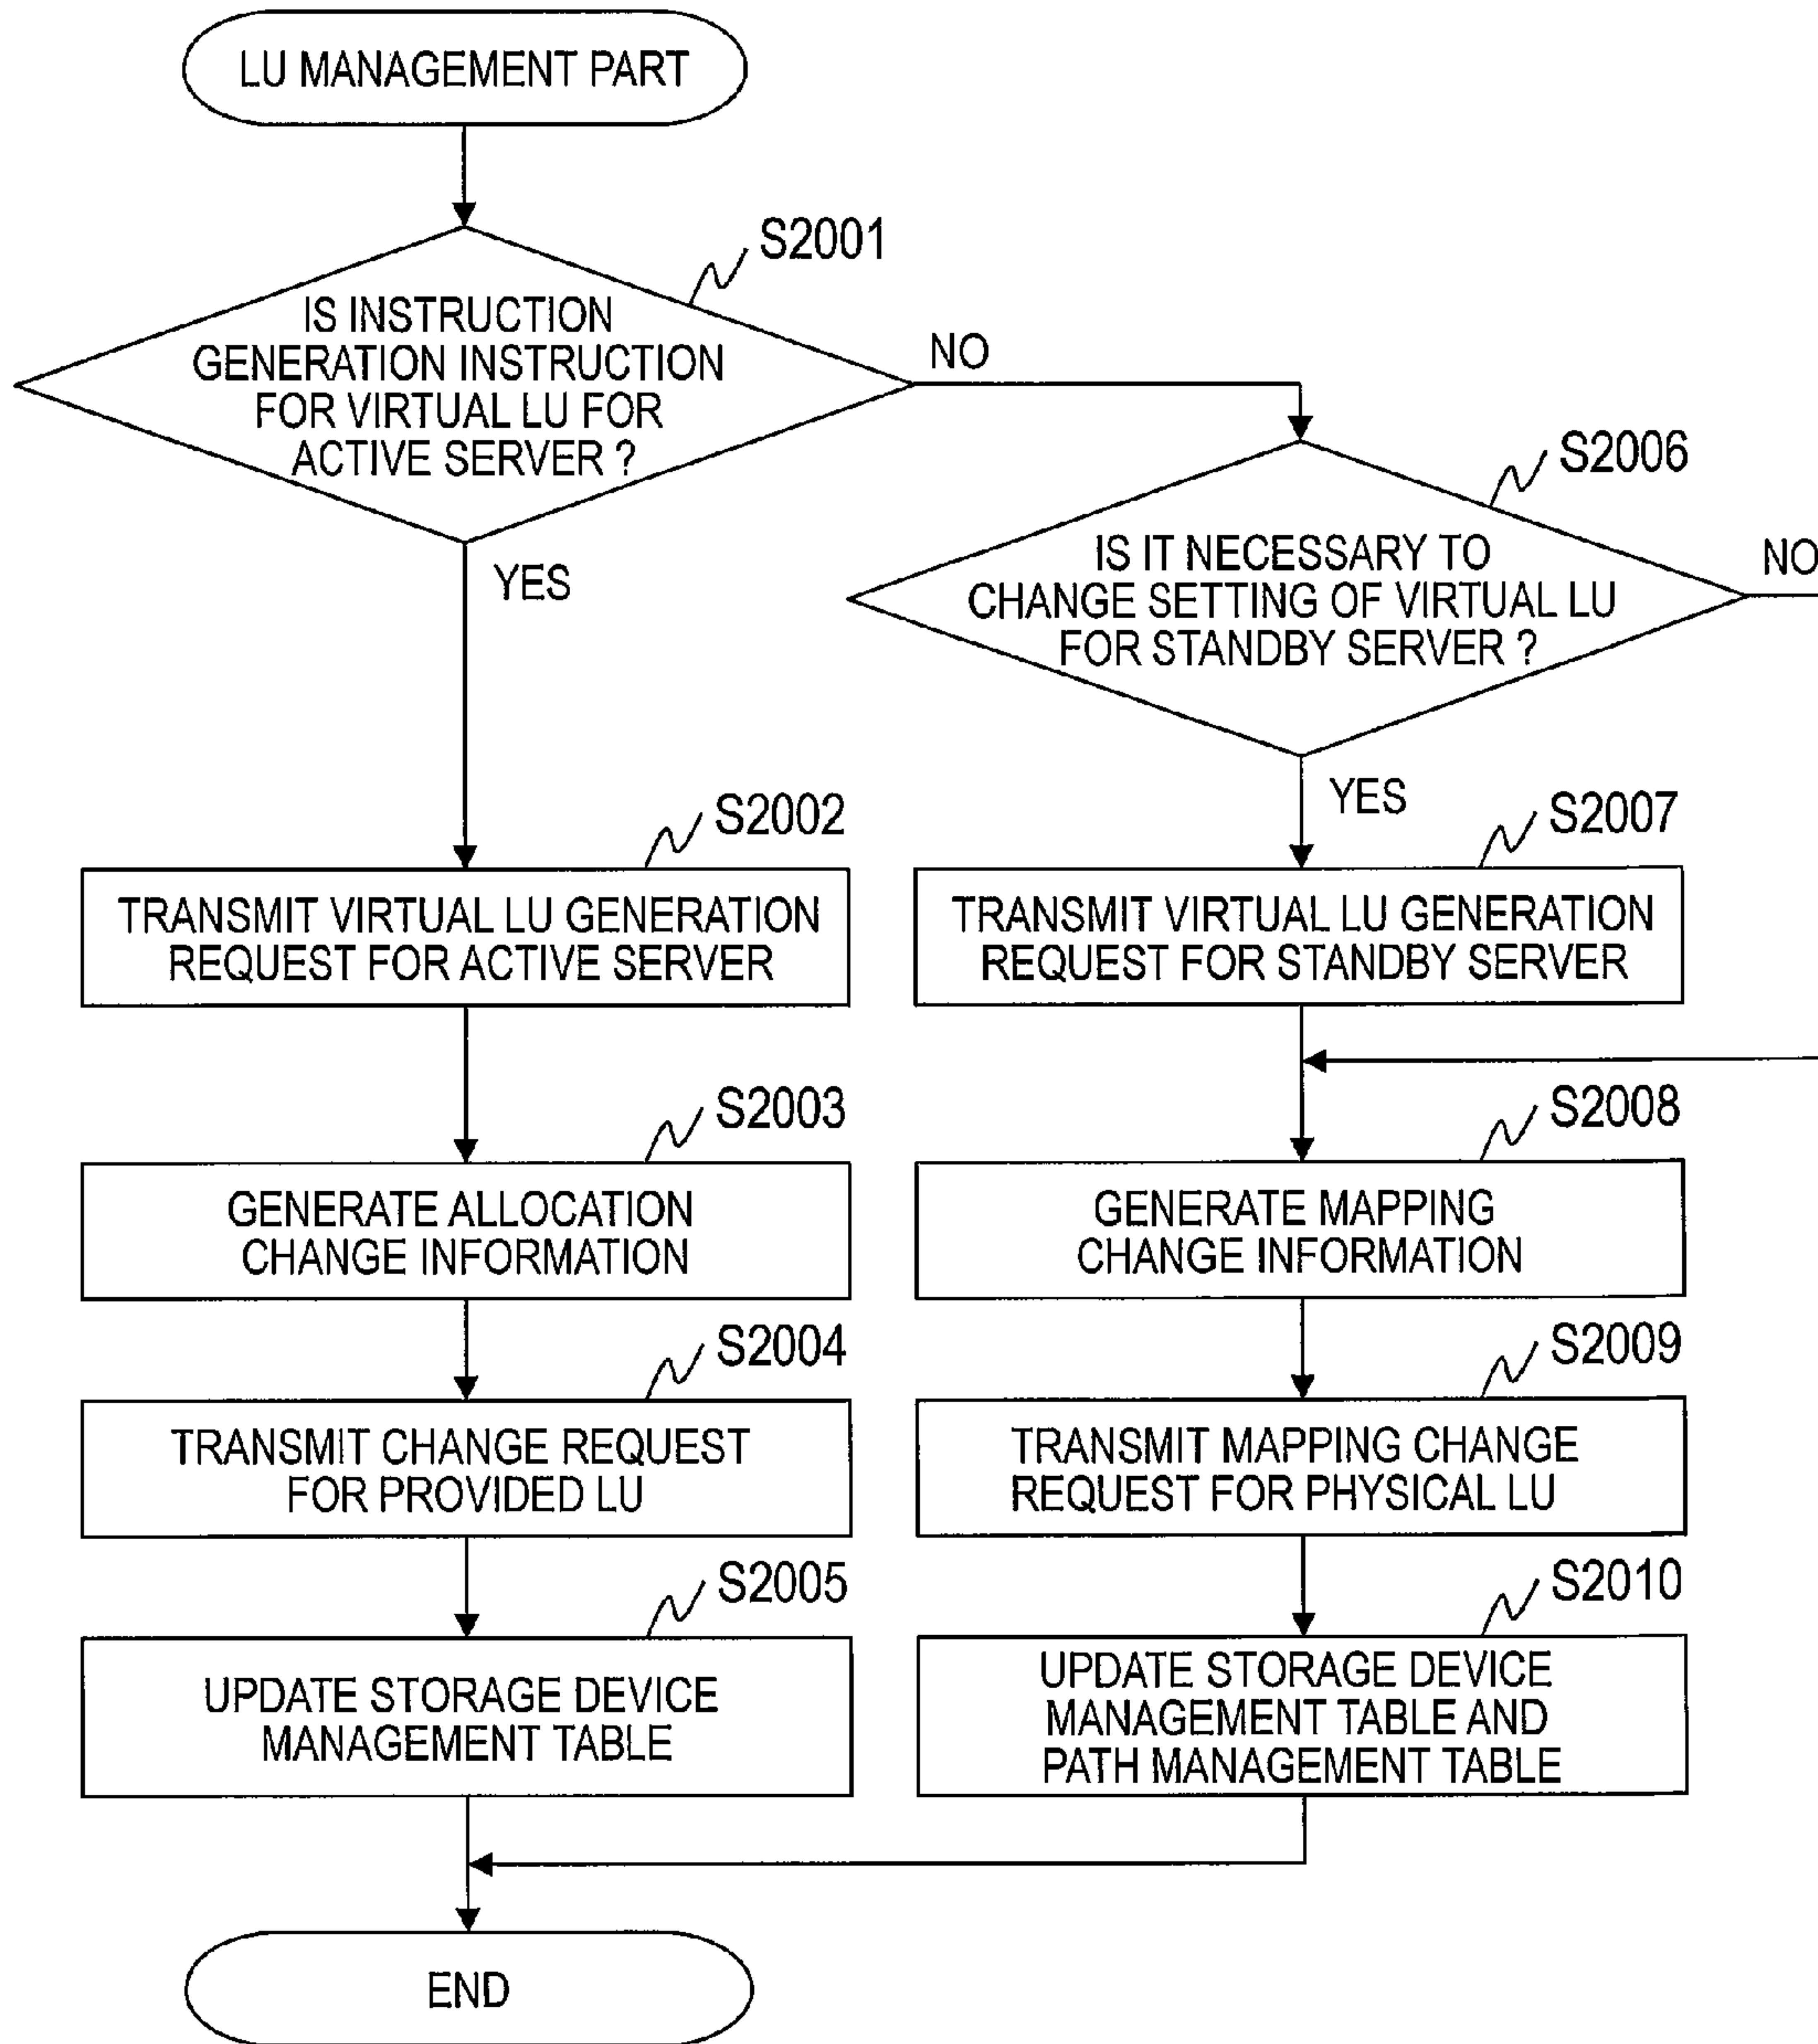 LU MANAGEMENT PART
S2001
IS INSTRUCTION
GENERATION INSTRUCTION
FOR VIRTUAL LU FOR
ACTIVE SERVER ?
NO
YES
S2006
IS IT NECESSARY TO
CHANGE SETTING OF VIRTUAL LU
FOR STANDBY SERVER ?
NO
YES
S2002
TRANSMIT VIRTUAL LU GENERATION
REQUEST FOR ACTIVE SERVER
S2007
TRANSMIT VIRTUAL LU GENERATION
REQUEST FOR STANDBY SERVER
S2003
GENERATE ALLOCATION
CHANGE INFORMATION
S2008
GENERATE MAPPING
CHANGE INFORMATION
S2004
TRANSMIT CHANGE REQUEST
FOR PROVIDED LU
S2009
TRANSMIT MAPPING CHANGE
REQUEST FOR PHYSICAL LU
S2005
UPDATE STORAGE DEVICE
MANAGEMENT TABLE
S2010
UPDATE STORAGE DEVICE
MANAGEMENT TABLE AND
PATH MANAGEMENT TABLE
END